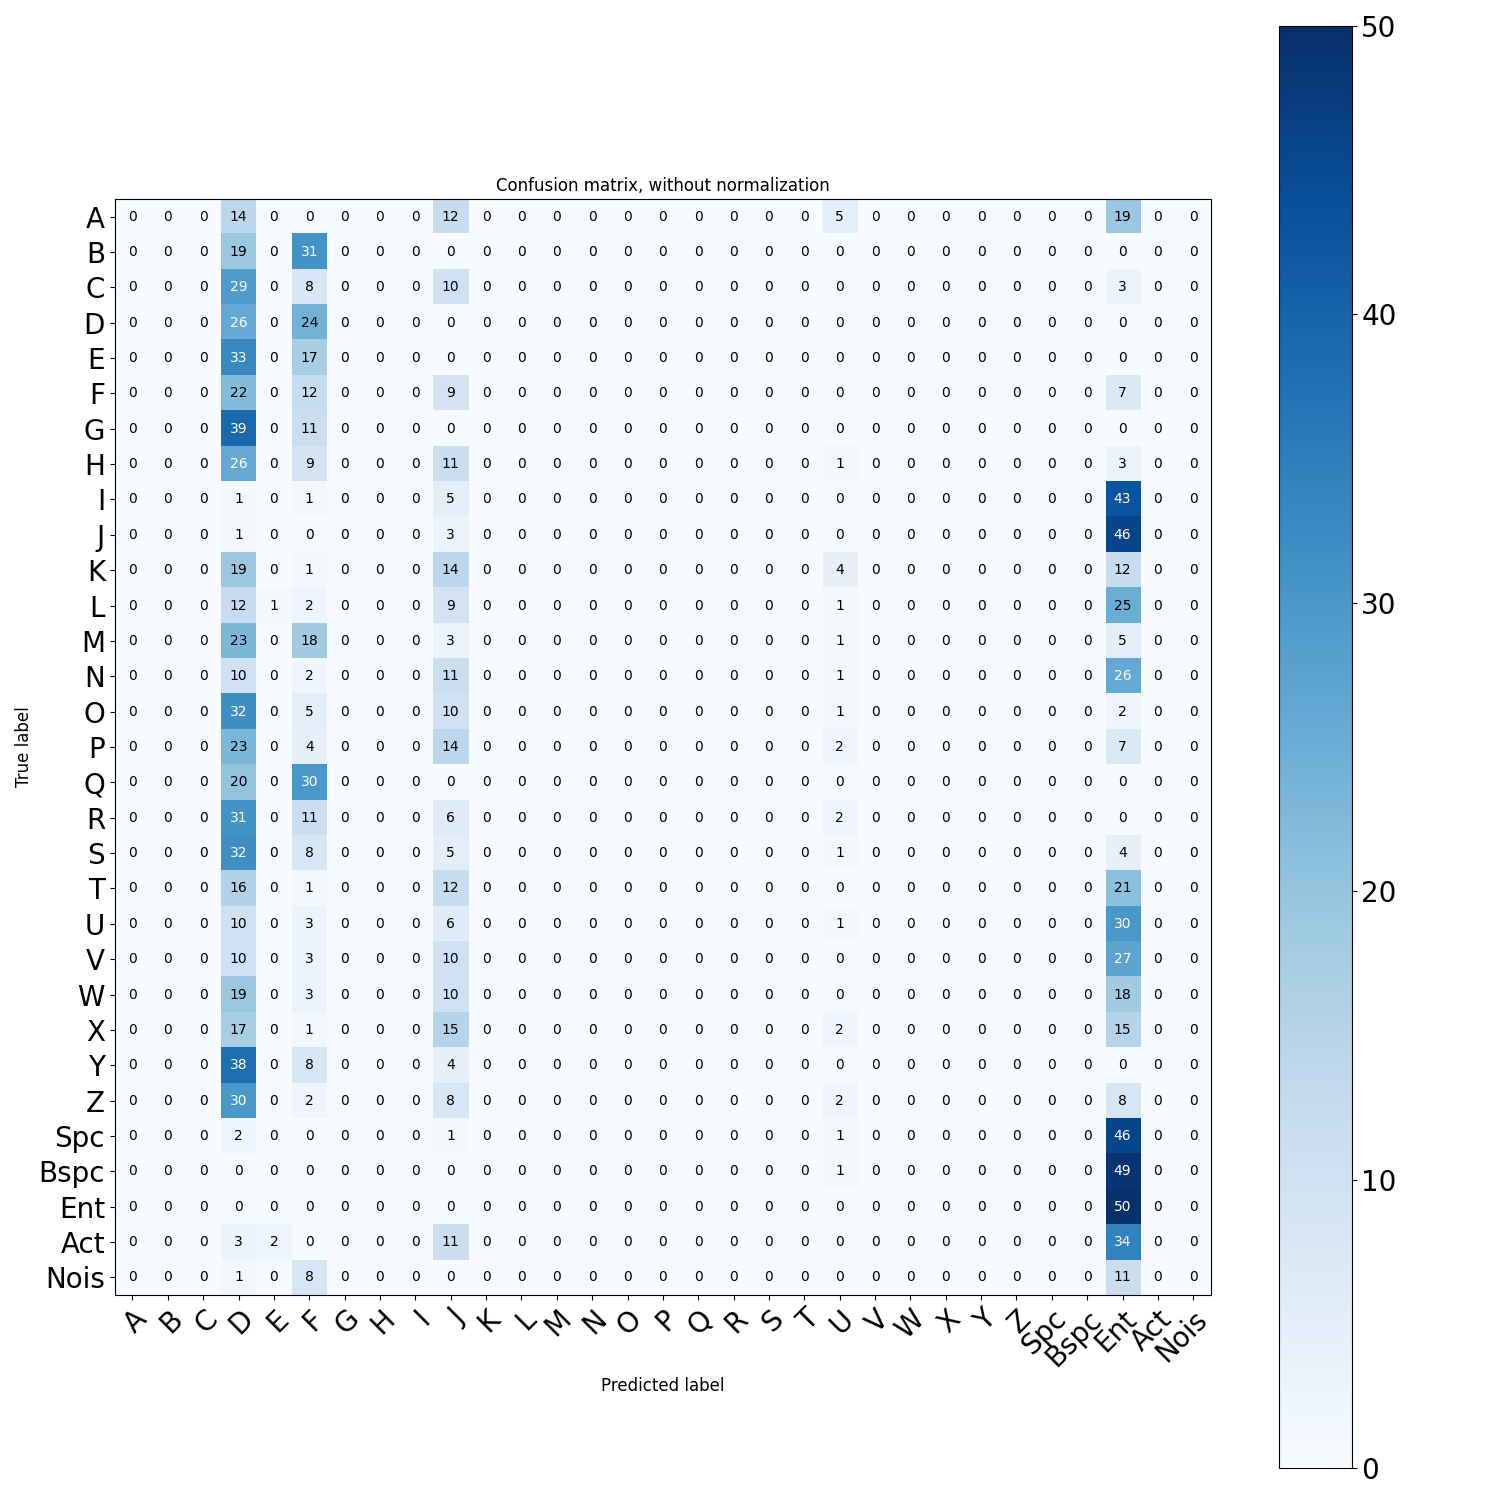 Confusion matrix, without normalization
A 0 0 0 14 0 0 0 0 0 12 0 0 0 0 0 0 0 0 0 0 5 0 0 0 0 0 0 0 19 0 0
B 0 0 0 19 0 31 0 0 0 0 0 0 0 0 0 0 0 0 0 0 0 0 0 0 0 0 0 0 0 0 0
C 0 0 0 29 0 8 0 0 0 10 0 0 0 0 0 0 0 0 0 0 0 0 0 0 0 0 0 0 3 0 0
D 0 0 0 26 0 24 0 0 0 0 0 0 0 0 0 0 0 0 0 0 0 0 0 0 0 0 0 0 0 0 0
E 0 0 0 33 0 17 0 0 0 0 0 0 0 0 0 0 0 0 0 0 0 0 0 0 0 0 0 0 0 0 0
F 0 0 0 22 0 12 0 0 0 9 0 0 0 0 0 0 0 0 0 0 0 0 0 0 0 0 0 0 7 0 0
G 0 0 0 39 0 11 0 0 0 0 0 0 0 0 0 0 0 0 0 0 0 0 0 0 0 0 0 0 0 0 0
H 0 0 0 26 0 9 0 0 0 11 0 0 0 0 0 0 0 0 0 0 1 0 0 0 0 0 0 0 3 0 0
I 0 0 0 1 0 1 0 0 0 5 0 0 0 0 0 0 0 0 0 0 0 0 0 0 0 0 0 0 43 0 0
J 0 0 0 1 0 0 0 0 0 3 0 0 0 0 0 0 0 0 0 0 0 0 0 0 0 0 0 0 46 0 0
K 0 0 0 19 0 1 0 0 0 14 0 0 0 0 0 0 0 0 0 0 4 0 0 0 0 0 0 0 12 0 0
L 0 0 0 12 1 2 0 0 0 9 0 0 0 0 0 0 0 0 0 0 1 0 0 0 0 0 0 0 25 0 0
M 0 0 0 23 0 18 0 0 0 3 0 0 0 0 0 0 0 0 0 0 1 0 0 0 0 0 0 0 5 0 0
N 0 0 0 10 0 2 0 0 0 11 0 0 0 0 0 0 0 0 0 0 1 0 0 0 0 0 0 0 26 0 0
O 0 0 0 32 0 5 0 0 0 10 0 0 0 0 0 0 0 0 0 0 1 0 0 0 0 0 0 0 2 0 0
P 0 0 0 23 0 4 0 0 0 14 0 0 0 0 0 0 0 0 0 0 2 0 0 0 0 0 0 0 7 0 0
Q 0 0 0 20 0 30 0 0 0 0 0 0 0 0 0 0 0 0 0 0 0 0 0 0 0 0 0 0 0 0 0
R 0 0 0 31 0 11 0 0 0 6 0 0 0 0 0 0 0 0 0 0 2 0 0 0 0 0 0 0 0 0 0
S 0 0 0 32 0 8 0 0 0 5 0 0 0 0 0 0 0 0 0 0 1 0 0 0 0 0 0 0 4 0 0
T 0 0 0 16 0 1 0 0 0 12 0 0 0 0 0 0 0 0 0 0 0 0 0 0 0 0 0 0 21 0 0
U 0 0 0 10 0 3 0 0 0 6 0 0 0 0 0 0 0 0 0 0 1 0 0 0 0 0 0 0 30 0 0
V 0 0 0 10 0 3 0 0 0 10 0 0 0 0 0 0 0 0 0 0 0 0 0 0 0 0 0 0 27 0 0
W 0 0 0 19 0 3 0 0 0 10 0 0 0 0 0 0 0 0 0 0 0 0 0 0 0 0 0 0 18 0 0
X 0 0 0 17 0 1 0 0 0 15 0 0 0 0 0 0 0 0 0 0 2 0 0 0 0 0 0 0 15 0 0
Y 0 0 0 38 0 8 0 0 0 4 0 0 0 0 0 0 0 0 0 0 0 0 0 0 0 0 0 0 0 0 0
Z 0 0 0 30 0 2 0 0 0 8 0 0 0 0 0 0 0 0 0 0 2 0 0 0 0 0 0 0 8 0 0
Spc 0 0 0 2 0 0 0 0 0 1 0 0 0 0 0 0 0 0 0 0 1 0 0 0 0 0 0 0 46 0 0
Bspc 0 0 0 0 0 0 0 0 0 0 0 0 0 0 0 0 0 0 0 0 1 0 0 0 0 0 0 0 49 0 0
Ent 0 0 0 0 0 0 0 0 0 0 0 0 0 0 0 0 0 0 0 0 0 0 0 0 0 0 0 0 50 0 0
Act 0 0 0 3 2 0 0 0 0 11 0 0 0 0 0 0 0 0 0 0 0 0 0 0 0 0 0 0 34 0 0
Nois 0 0 0 1 0 8 0 0 0 0 0 0 0 0 0 0 0 0 0 0 0 0 0 0 0 0 0 0 11 0 0
A B C D E F G H I J K L M N O P Q R S T U V W X Y Z Spc Bspc Ent Act Nois
Predicted label
True label
50
40
30
20
10
0